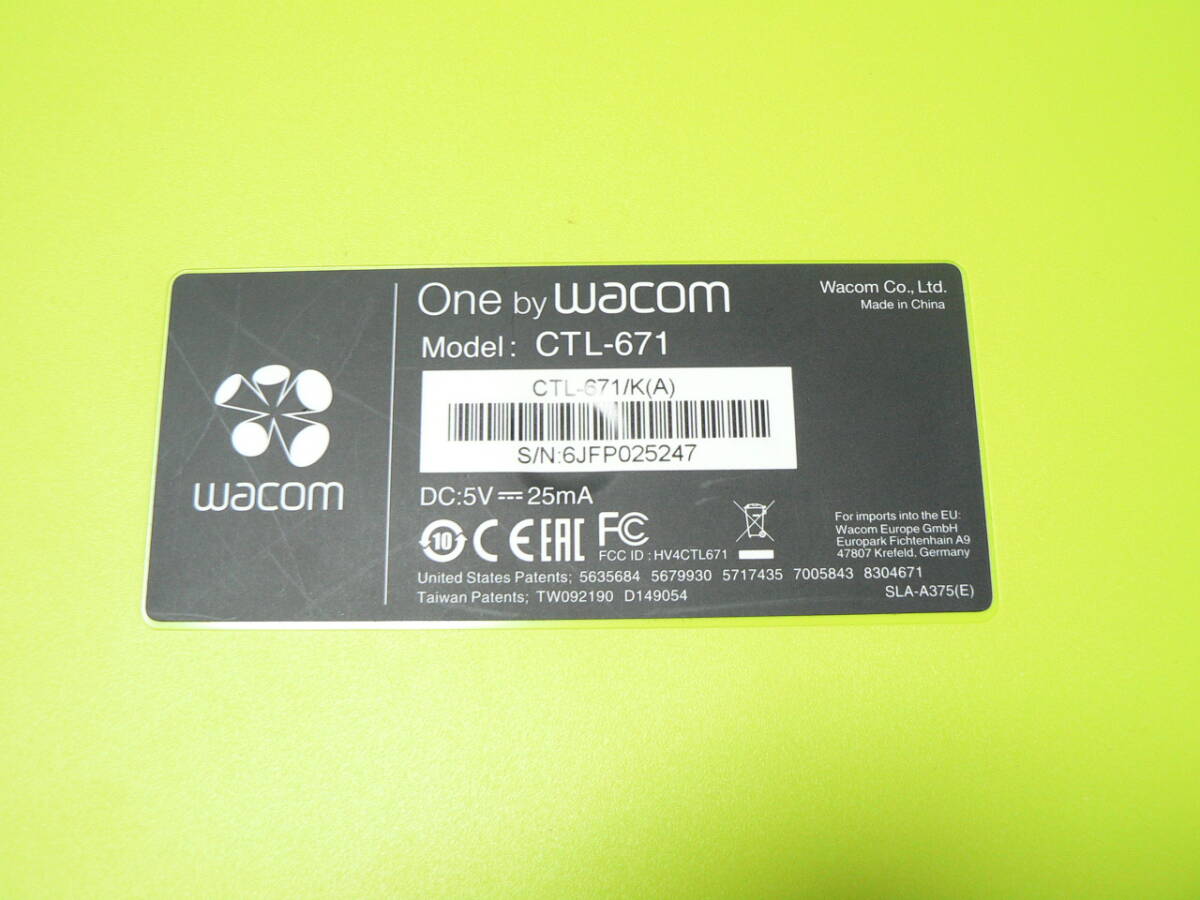 wacom
One by wacom
Model: CTL-671
CTL-671/K(A)
S/N:6JFP025247
DC:5V⎓25mA
10 CE EAC FC
FCC ID : HV4CTL671
United States Patents; 5635684 5679930 5717435 7005843 8304671
Taiwan Patents; TW092190 D149054
Wacom Co., Ltd.
Made in China
For imports into the EU:
Wacom Europe GmbH
Europark Fichtenhain A9
47807 Krefeld, Germany
SLA-A375(E)